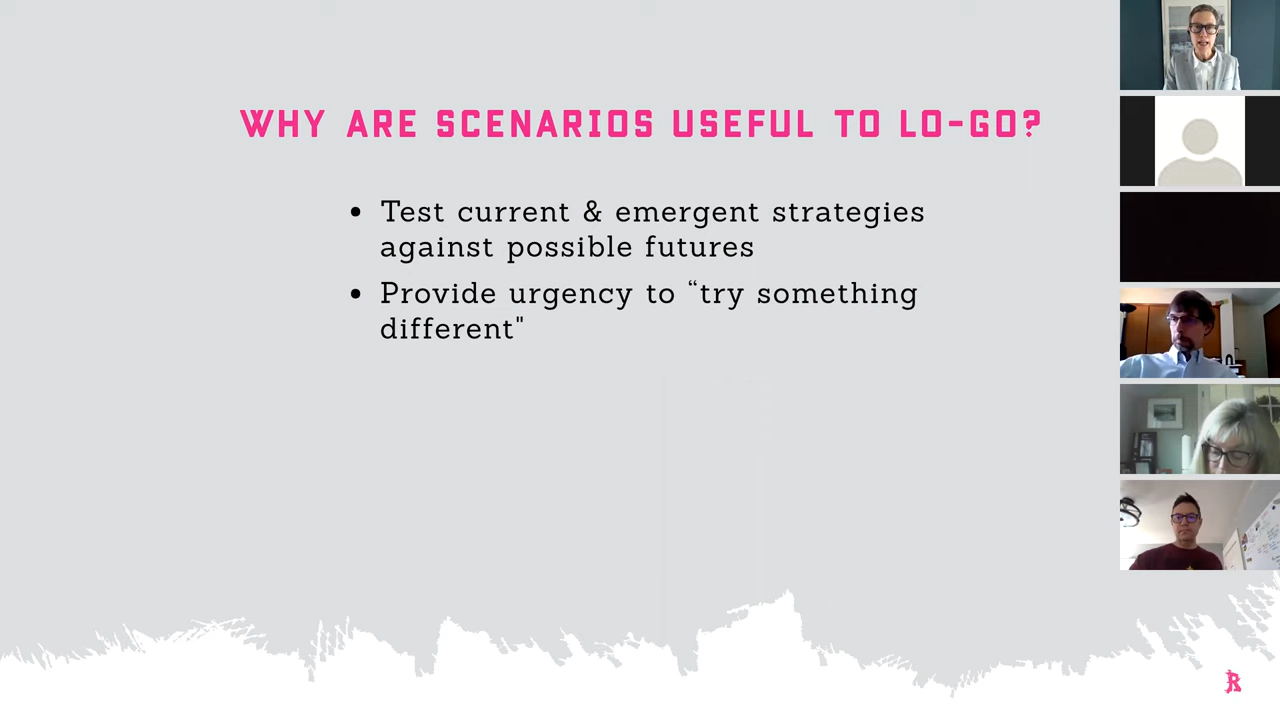 WHY ARE SCENARIOS USEFUL TO LO-GO?
• Test current & emergent strategies
against possible futures
• Provide urgency to “try something
different"
R